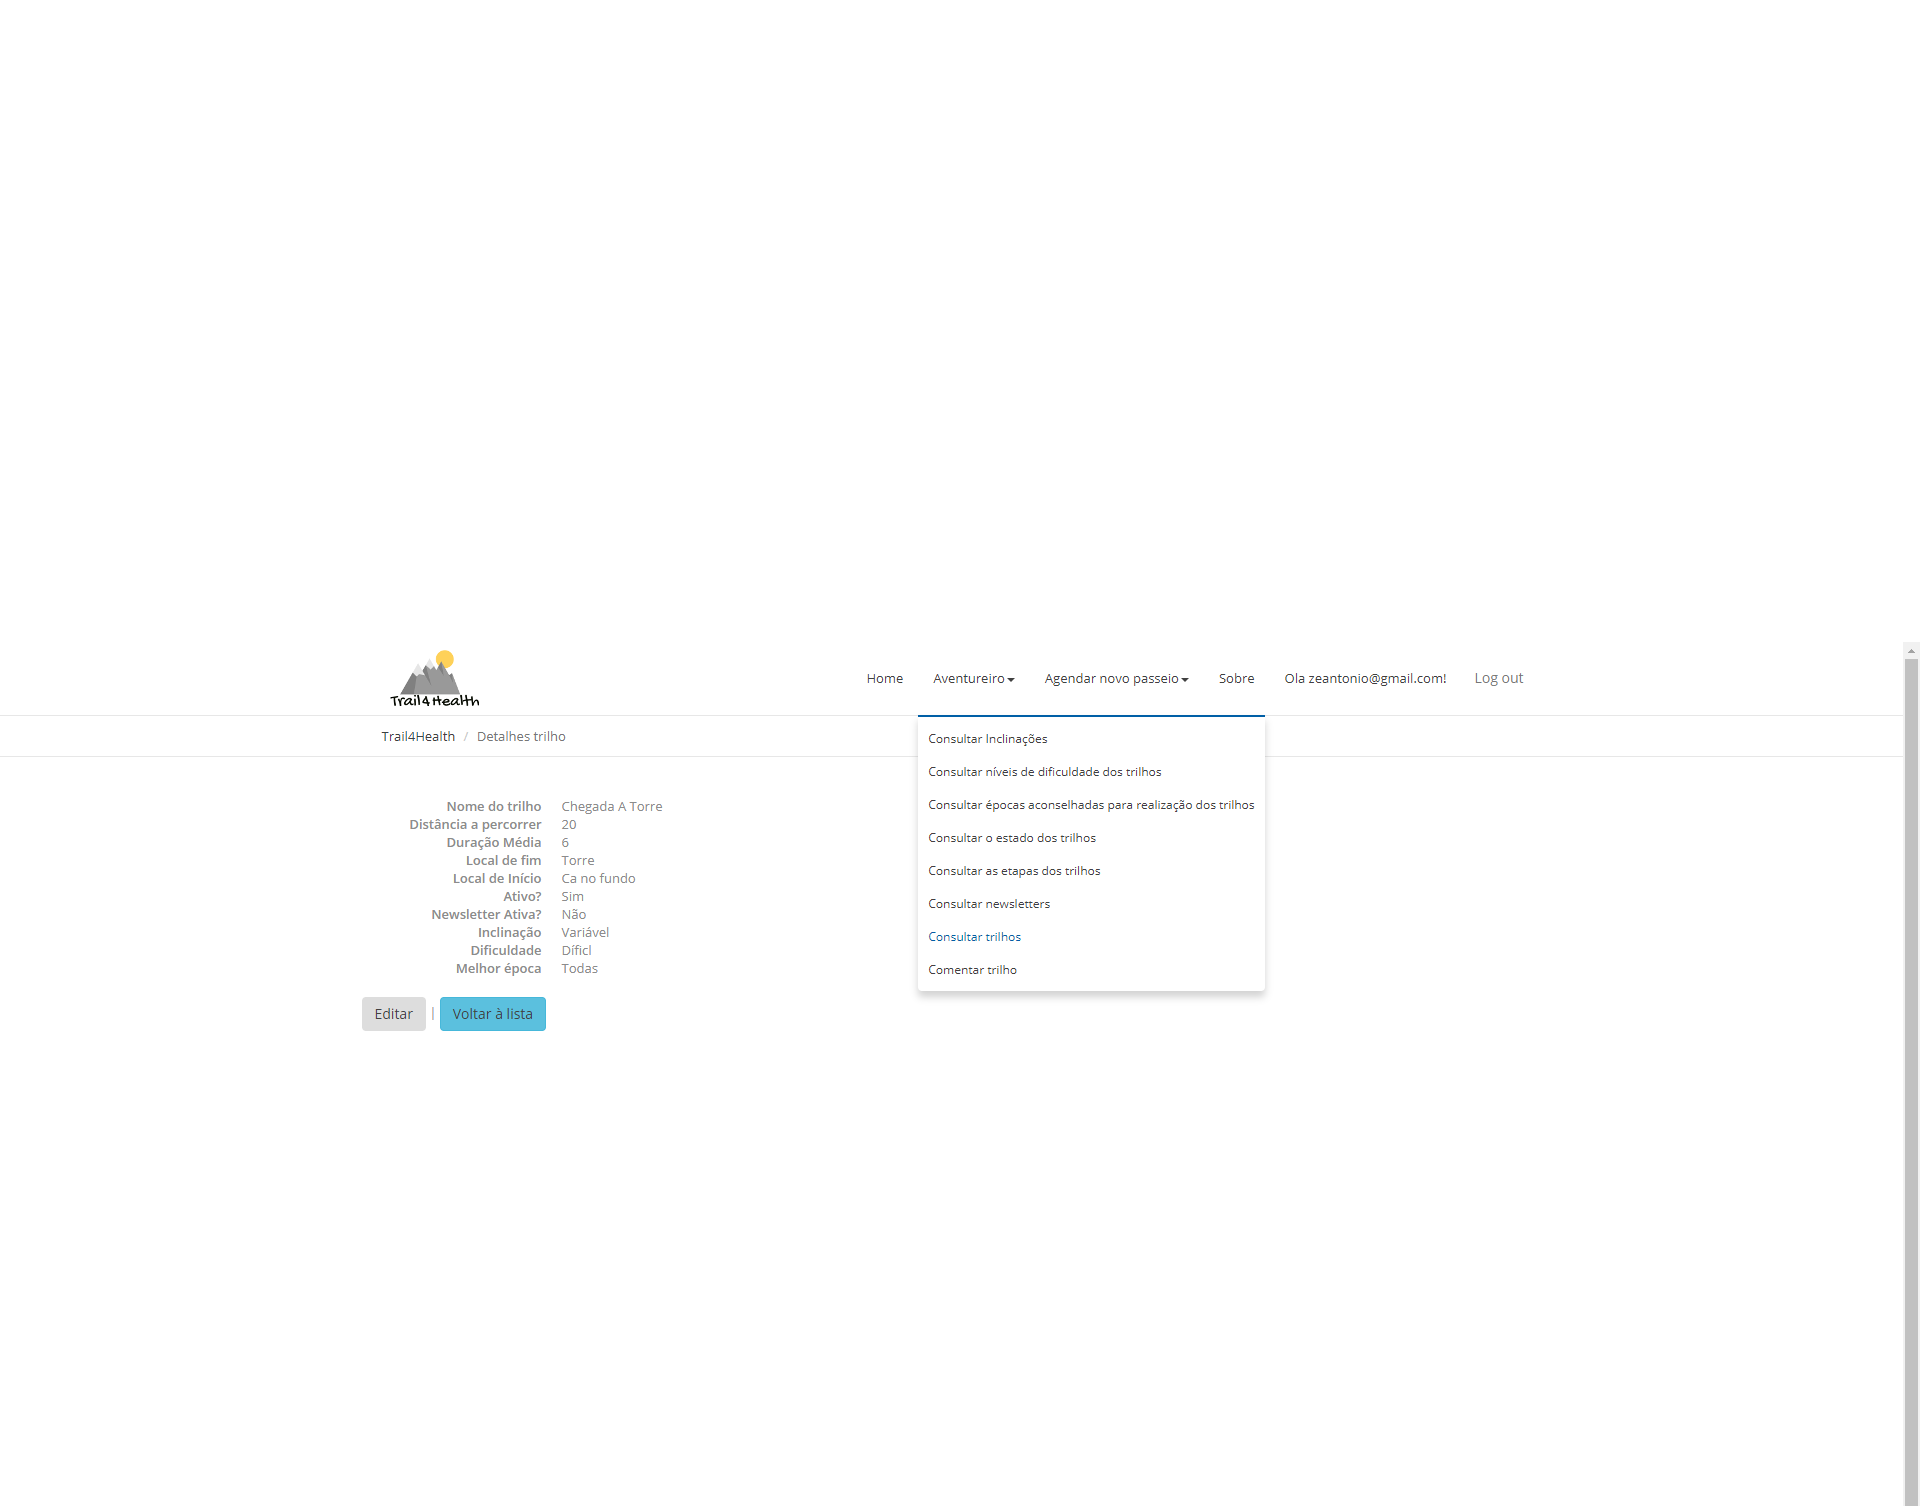 Trail4Health
Home Aventureiro Agendar novo passeio Sobre Ola zeantonio@gmail.com! Log out
Trail4Health / Detalhes trilho
Consultar Inclinações
Consultar níveis de dificuldade dos trilhos
Consultar épocas aconselhadas para realização dos trilhos
Consultar o estado dos trilhos
Consultar as etapas dos trilhos
Consultar newsletters
Consultar trilhos
Comentar trilho
Nome do trilho Chegada A Torre
Distância a percorrer 20
Duração Média 6
Local de fim Torre
Local de Início Ca no fundo
Ativo? Sim
Newsletter Ativa? Não
Inclinação Variável
Dificuldade Díficl
Melhor época Todas
Editar | Voltar à lista